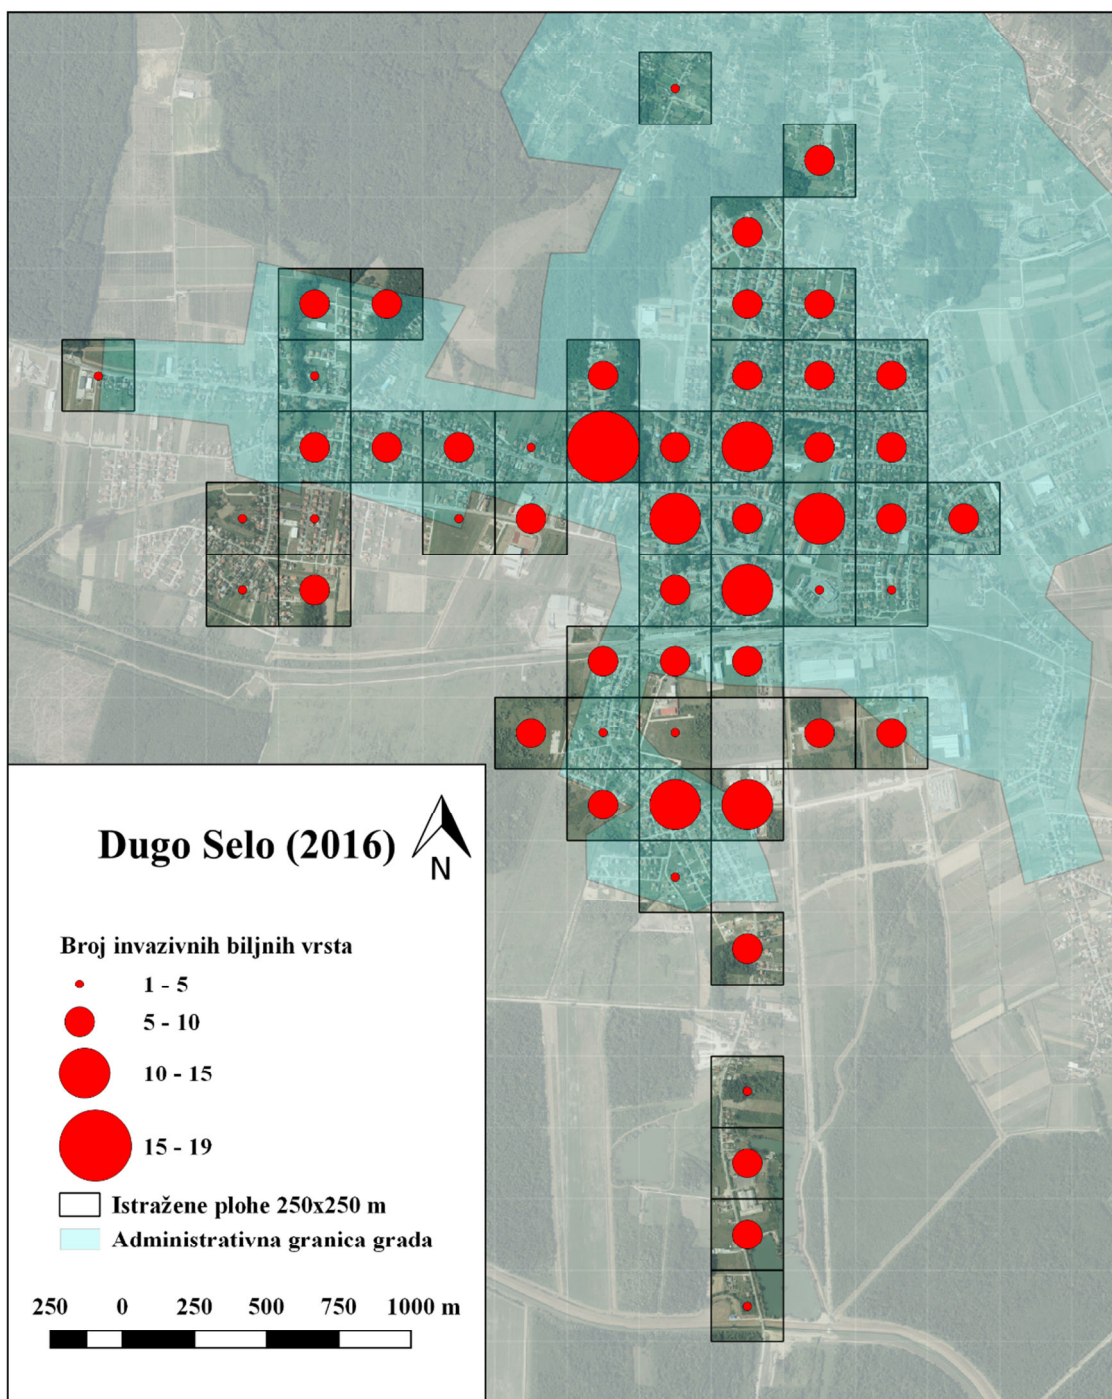 Dugo Selo (2016)
N
Broj invazivnih biljnih vrsta
1 - 5
5 - 10
10 - 15
15 - 19
Istražene plohe 250x250 m
Administrativna granica grada
250 0 250 500 750 1000 m